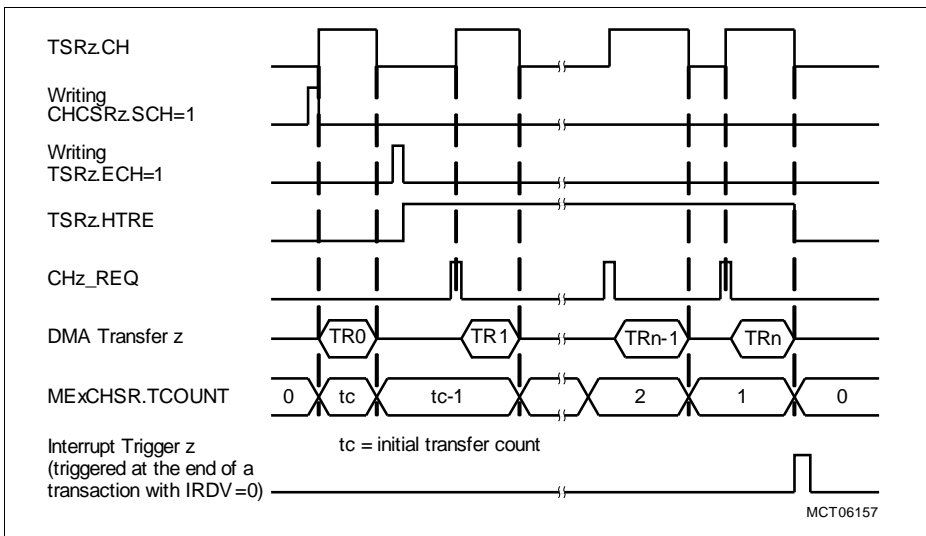 TSRz.CH
Writing
CHCSRz.SCH=1
Writing
TSRz.ECH=1
TSRz.HTRE
CHz_REQ
DMA Transfer z
TR0
TR1
TRn-1
TRn
MExCHSR.TCOUNT
0
tc
tc-1
2
1
0
Interrupt Trigger z
(triggered at the end of a
transaction with IRDV=0)
tc = initial transfer count
MCT06157